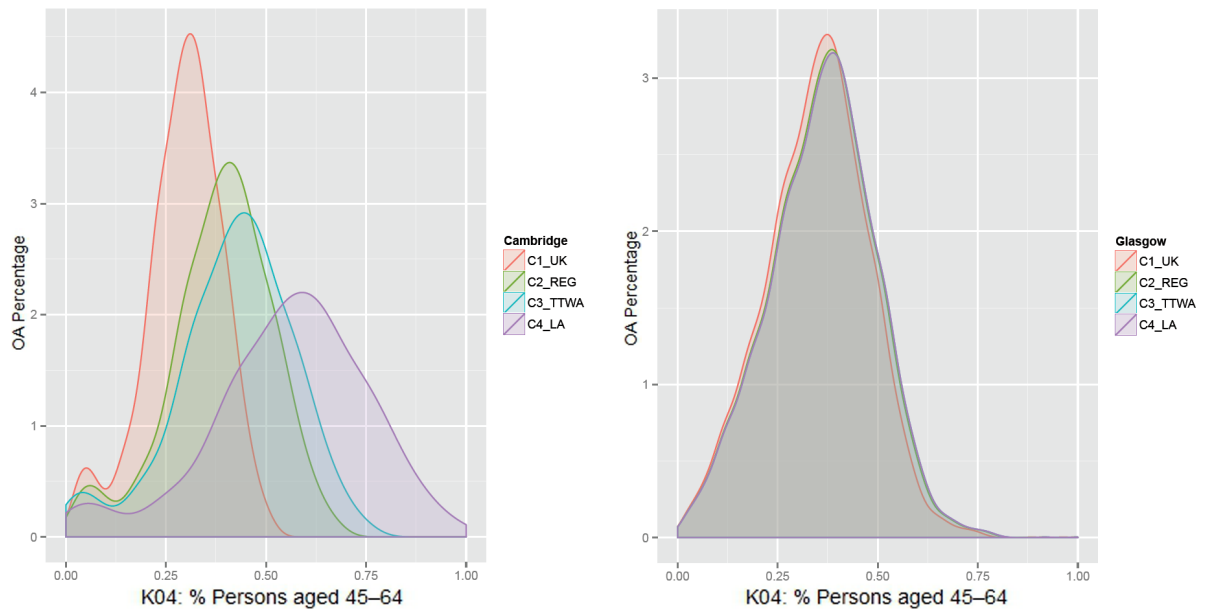 4
3
2
1
0
OA Percentage
0.00 0.25 0.50 0.75 1.00
K04: % Persons aged 45–64
Cambridge
C1_UK
C2_REG
C3_TTWA
C4_LA
3
2
1
0
OA Percentage
0.00 0.25 0.50 0.75 1.00
K04: % Persons aged 45–64
Glasgow
C1_UK
C2_REG
C3_TTWA
C4_LA